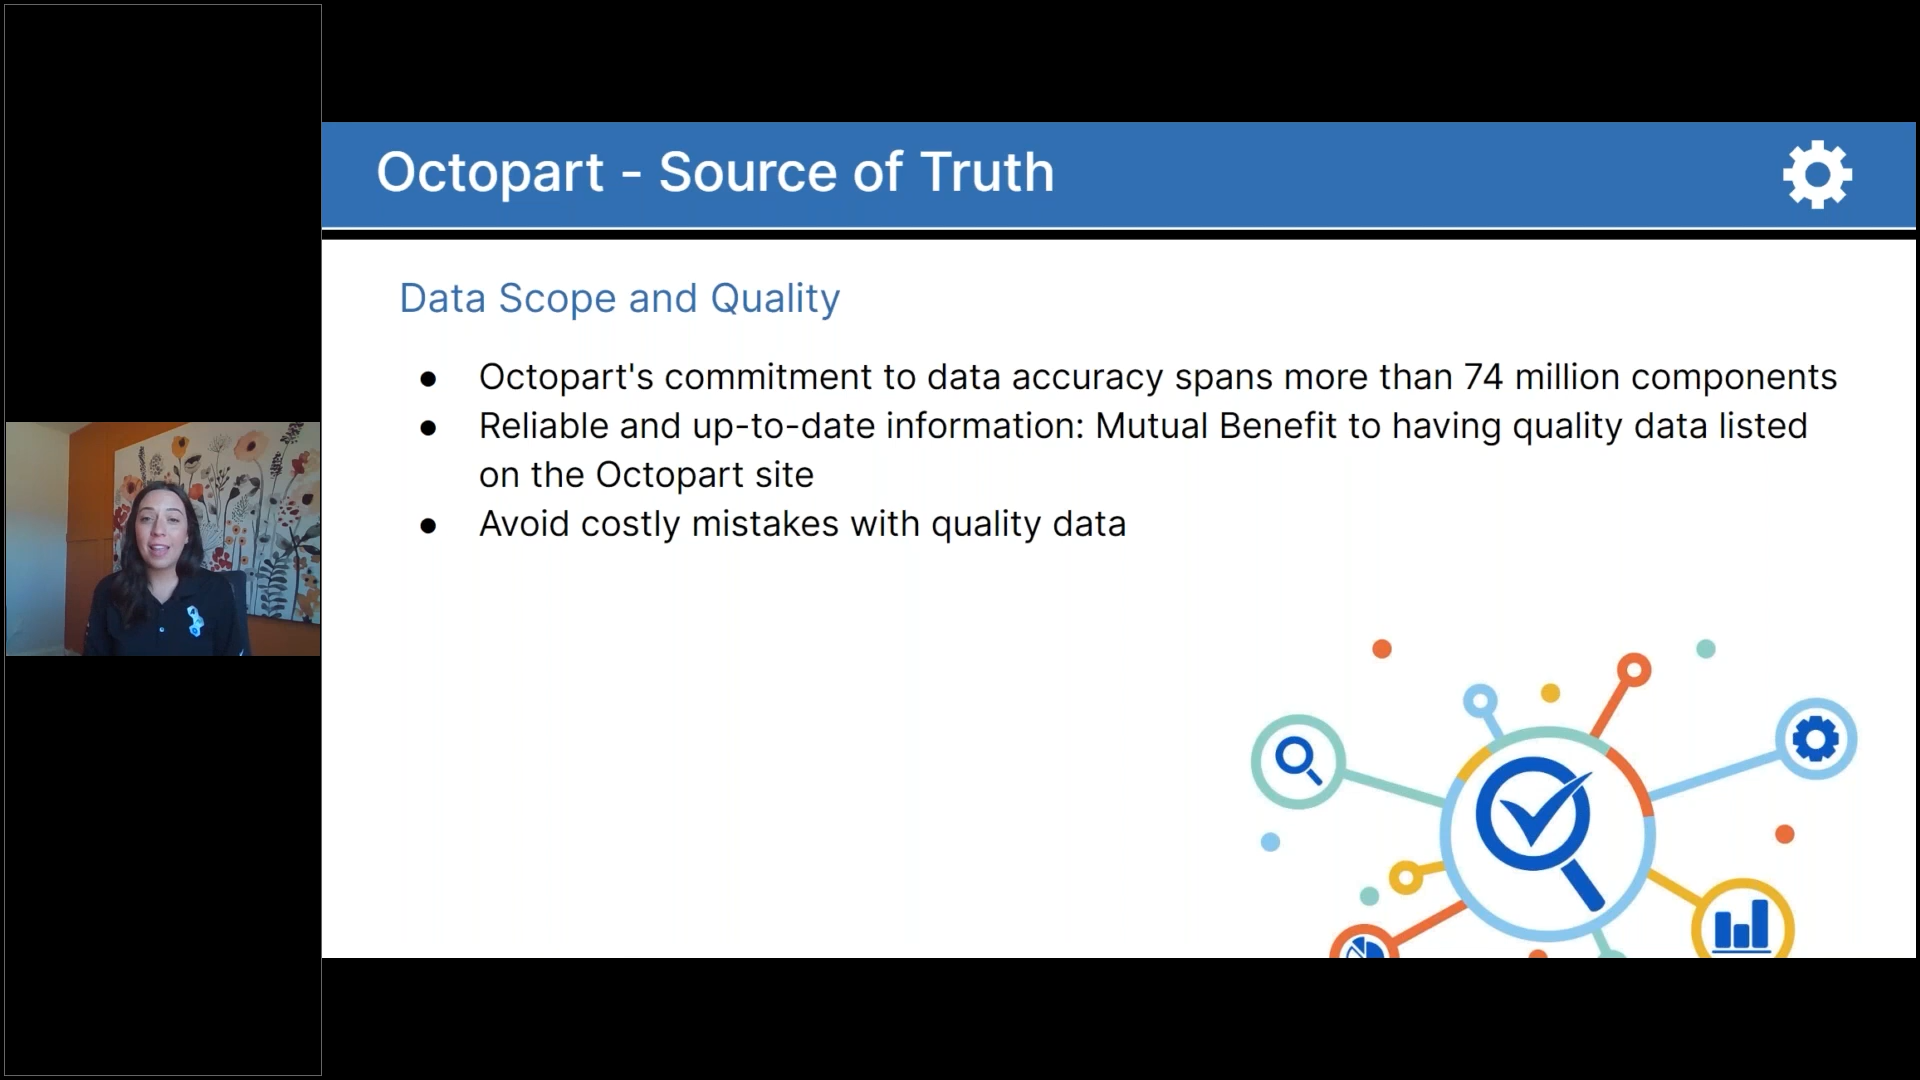 Octopart - Source of Truth
Data Scope and Quality
● Octopart's commitment to data accuracy spans more than 74 million components
● Reliable and up-to-date information: Mutual Benefit to having quality data listed
on the Octopart site
● Avoid costly mistakes with quality data